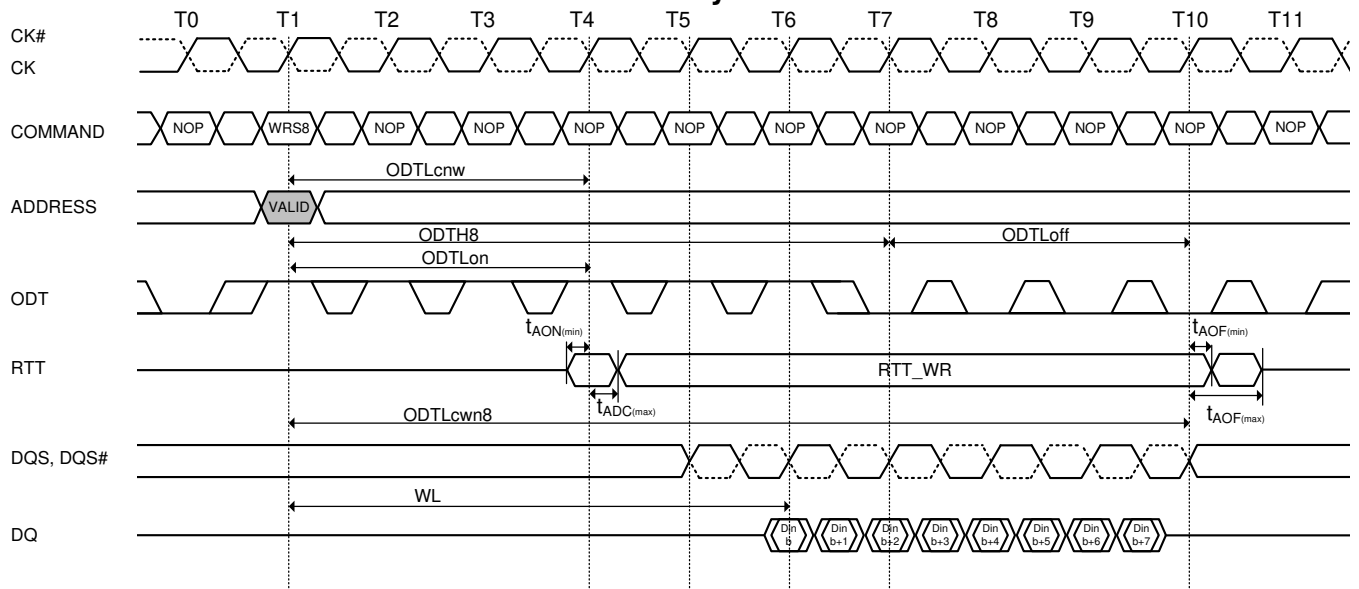 T0 T1 T2 T3 T4 T5 T6 T7 T8 T9 T10 T11
CK#
CK
COMMAND NOP WRS8 NOP NOP NOP NOP NOP NOP NOP NOP NOP NOP
ODTLcnw
ADDRESS VALID
ODTH8 ODTLoff
ODTLon
ODT
tAON(min) tAOF(min)
RTT RTT_WR
tADC(max) tAOF(max)
ODTLcwn8
DQS, DQS#
WL
DQ Din b Din b+1 Din b+2 Din b+3 Din b+4 Din b+5 Din b+6 Din b+7